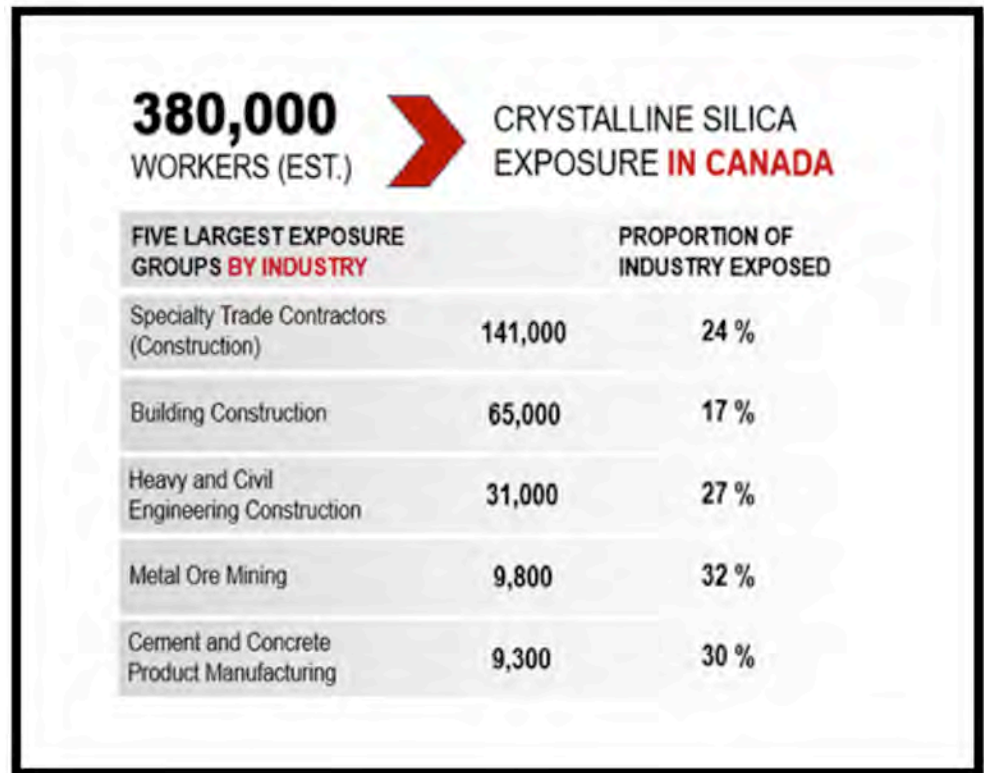 380,000
WORKERS (EST.)
CRYSTALLINE SILICA
EXPOSURE IN CANADA
FIVE LARGEST EXPOSURE
GROUPS BY INDUSTRY
PROPORTION OF
INDUSTRY EXPOSED
Specialty Trade Contractors
(Construction)
141,000
24 %
Building Construction
65,000
17 %
Heavy and Civil
Engineering Construction
31,000
27 %
Metal Ore Mining
9,800
32 %
Cement and Concrete
Product Manufacturing
9,300
30 %